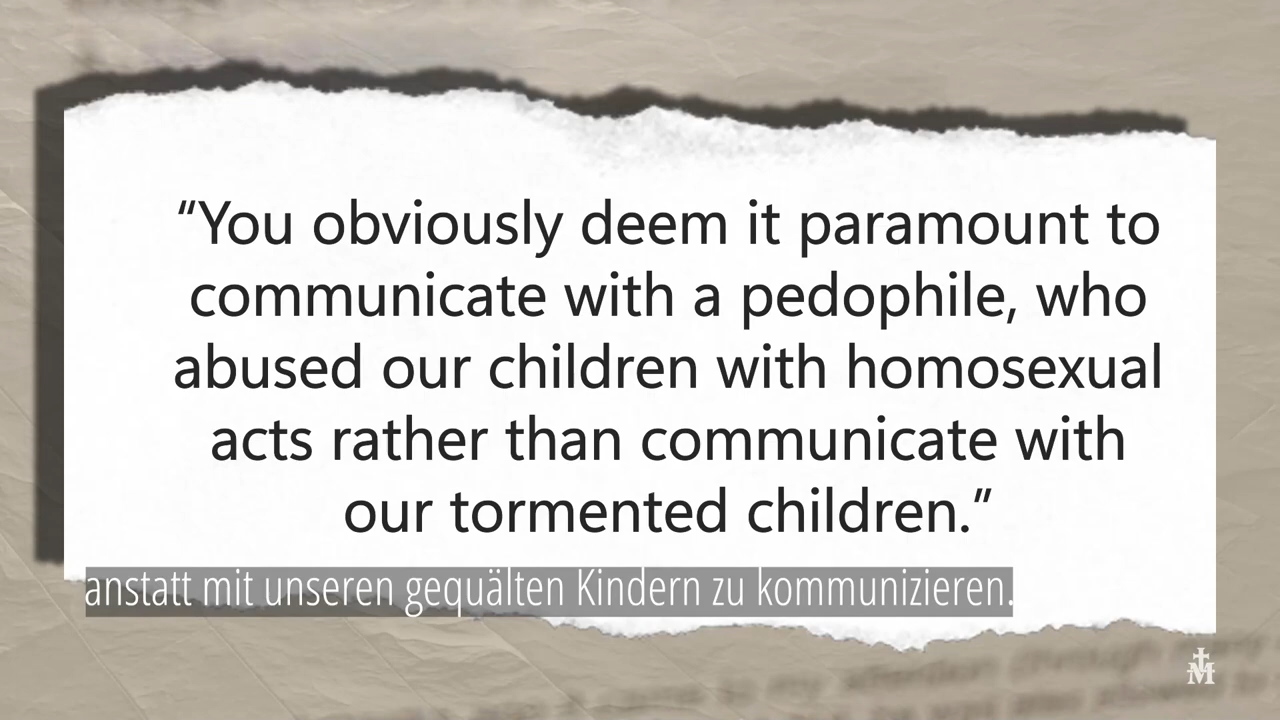 “You obviously deem it paramount to
communicate with a pedophile, who
abused our children with homosexual
acts rather than communicate with
our tormented children.”
anstatt mit unseren gequälten Kindern zu kommunizieren.